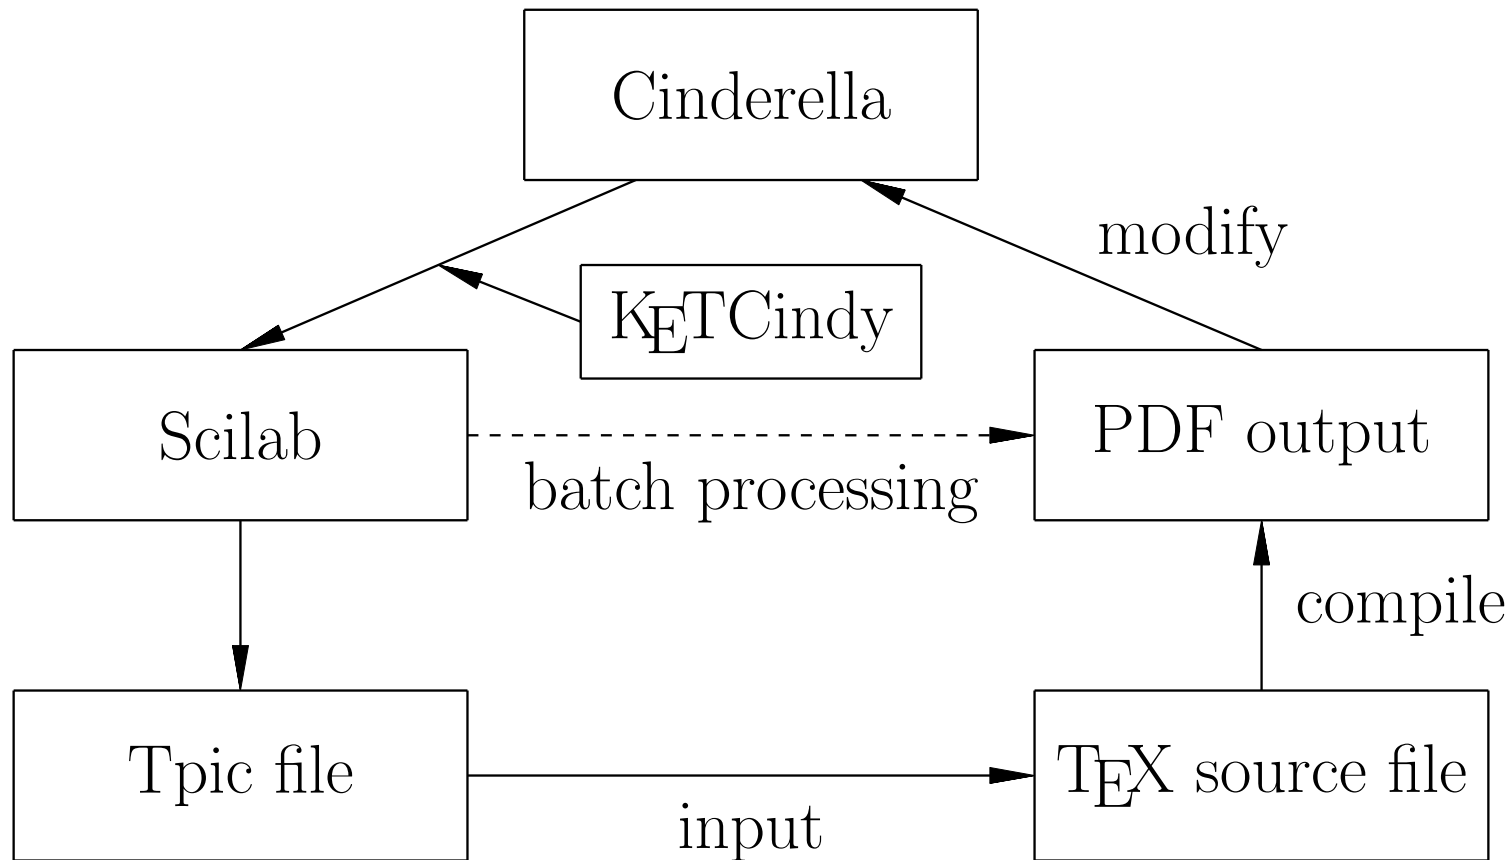 Cinderella
modify
KETCindy
Scilab
PDF output
batch processing
compile
Tpic file
TEX source file
input